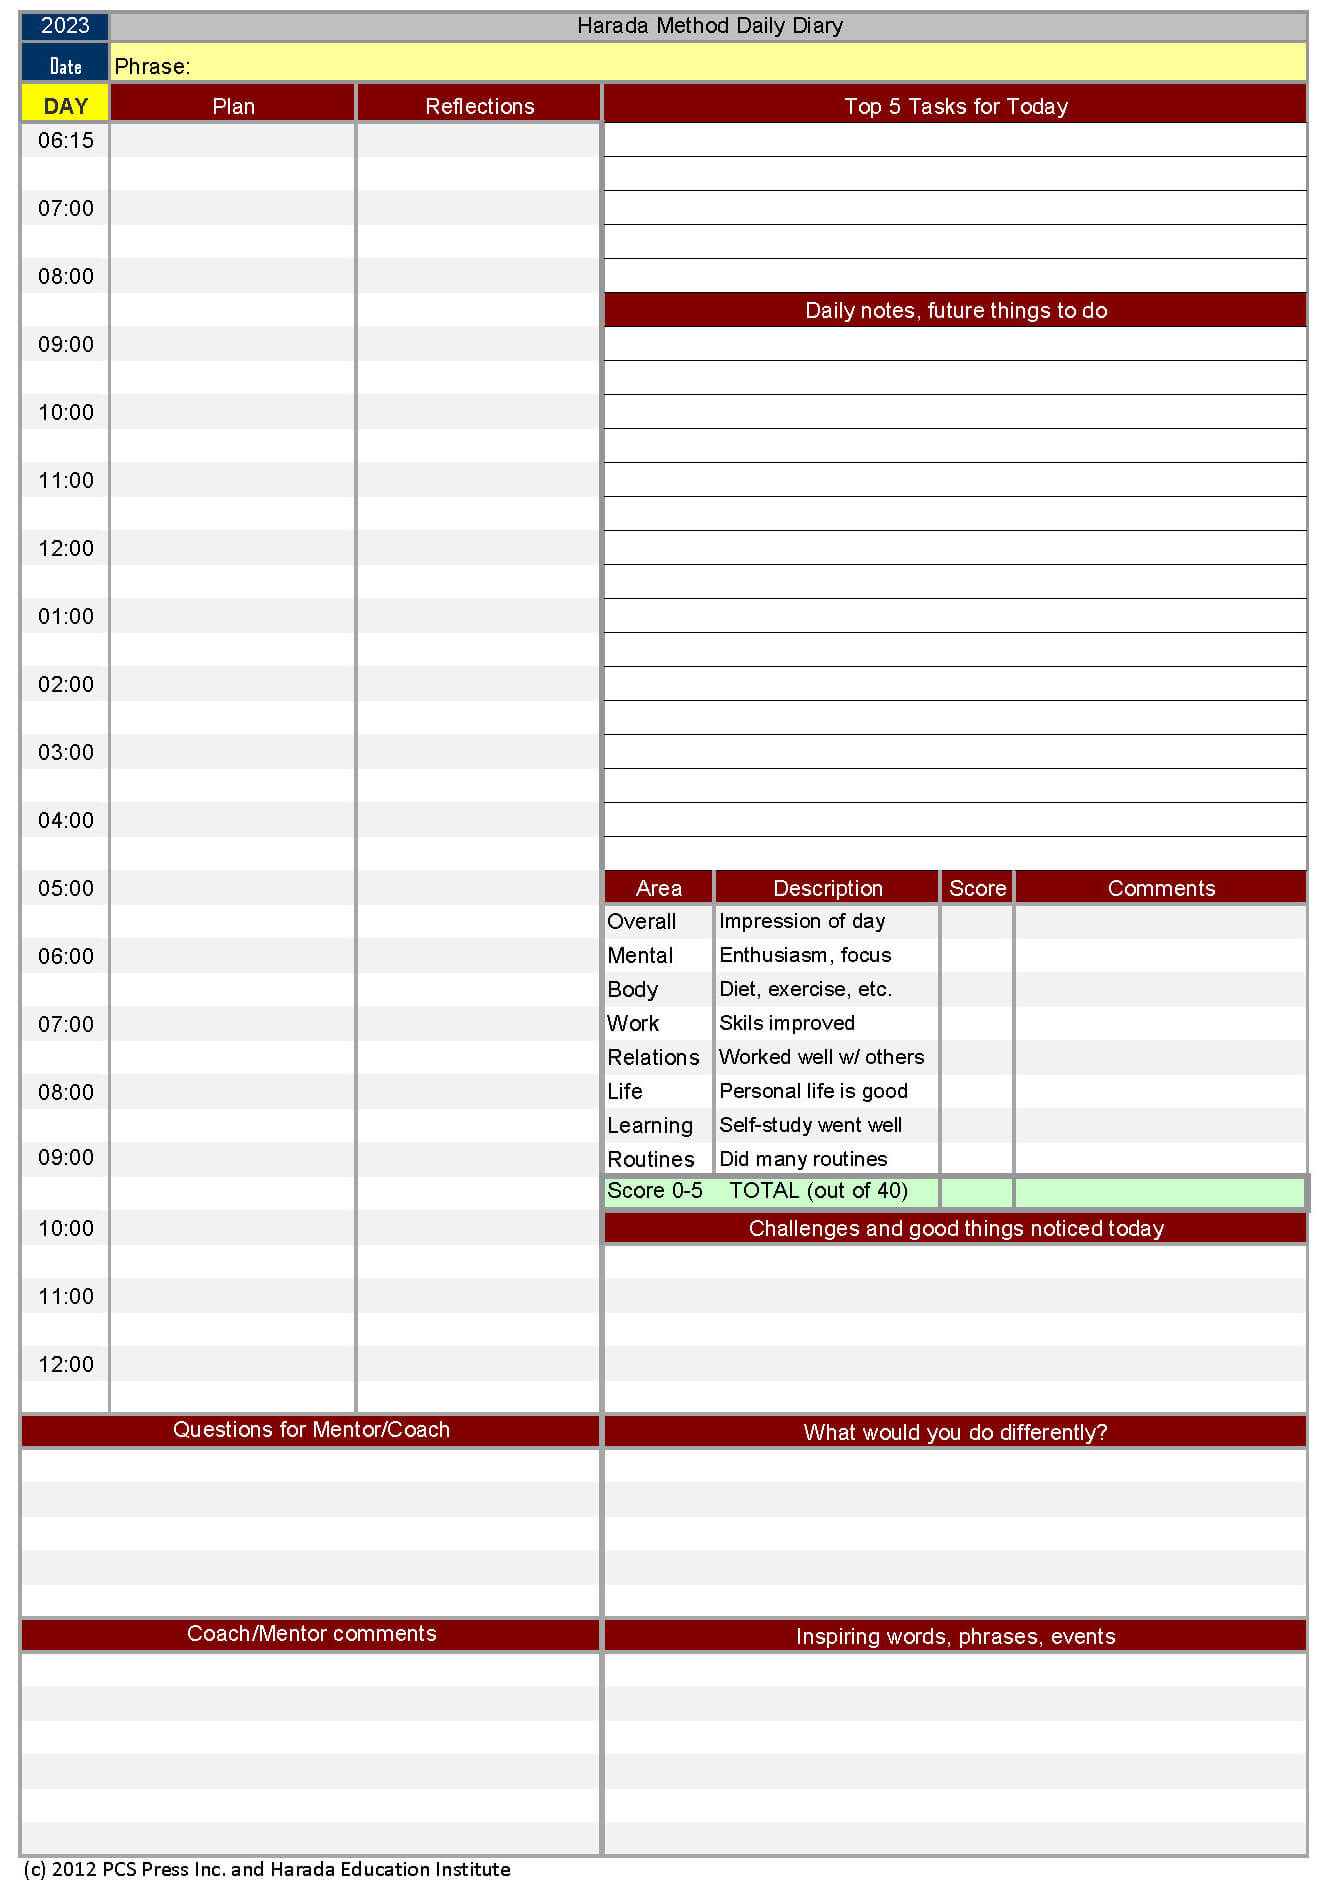 2023 Harada Method Daily Diary
Date Phrase:
DAY Plan Reflections Top 5 Tasks for Today
06:15
07:00
08:00
Daily notes, future things to do
09:00
10:00
11:00
12:00
01:00
02:00
03:00
04:00
05:00 Area Description Score Comments
Overall Impression of day
06:00 Mental Enthusiasm, focus
Body Diet, exercise, etc.
07:00 Work Skils improved
Relations Worked well w/ others
08:00 Life Personal life is good
Learning Self-study went well
09:00 Routines Did many routines
Score 0-5 TOTAL (out of 40)
10:00 Challenges and good things noticed today
11:00
12:00
Questions for Mentor/Coach What would you do differently?
Coach/Mentor comments Inspiring words, phrases, events
(c) 2012 PCS Press Inc. and Harada Education Institute